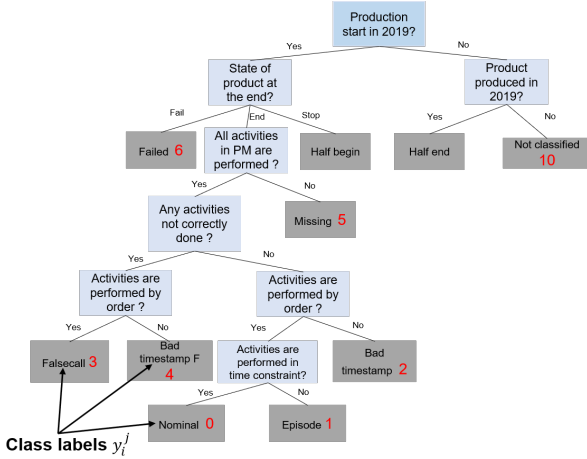 Production
start in 2019?
Yes
No
State of
product at
the end?
Product
produced in
2019?
Fail
End
Stop
Yes
No
Failed 6
All activities
in PM are
performed ?
Half begin
Half end
Not classified
10
Yes
No
Any activities
not correctly
done ?
Missing 5
Yes
No
Activities are
performed by
order ?
Activities are
performed by
order ?
Yes
No
Yes
No
Falsecall 3
Bad
timestamp F
4
Activities are
performed in
time constraint?
Bad
timestamp 2
Yes
No
Nominal 0
Episode 1
Class labels $y_i^j$